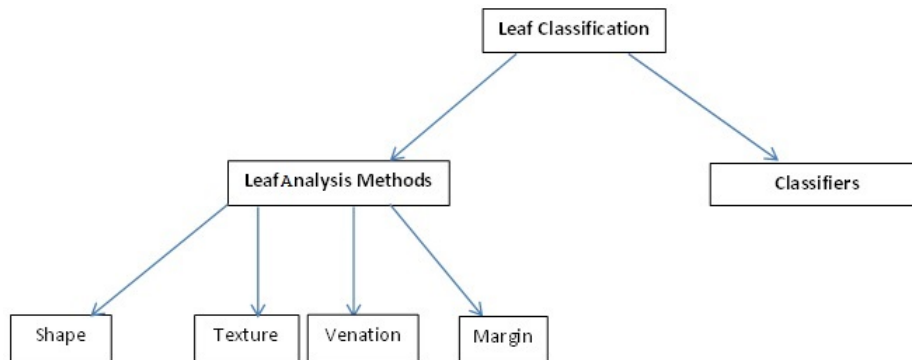 Leaf Classification
Leaf Analysis Methods
Classifiers
Shape
Texture
Venation
Margin